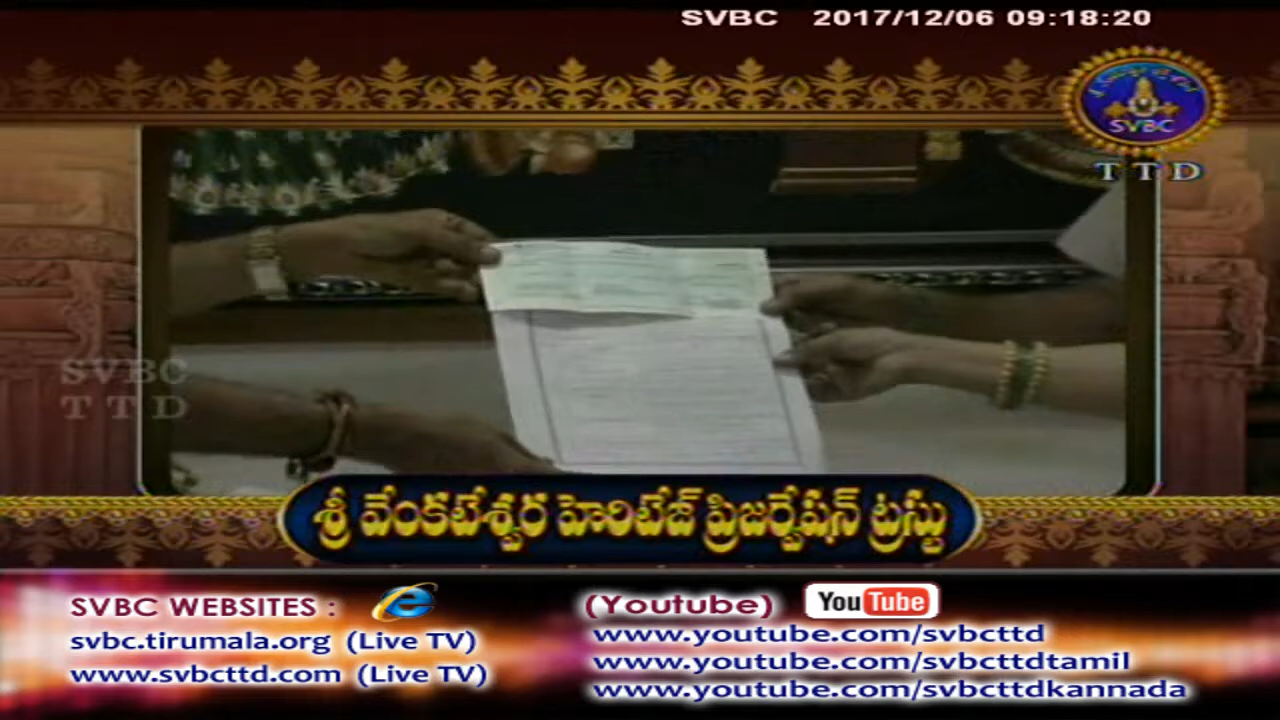 SVBC 2017/12/06 09:18:20
SVBC
T T D
SVBC
T T D
శ్రీ వేంకటేశ్వర హెరిటేజ్ ప్రిజర్వేషన్ ట్రస్టు
SVBC WEBSITES :
svbc.tirumala.org (Live TV)
www.svbcttd.com (Live TV)
(Youtube) YouTube
www.youtube.com/svbcttd
www.youtube.com/svbcttdtamil
www.youtube.com/svbcttdkannada